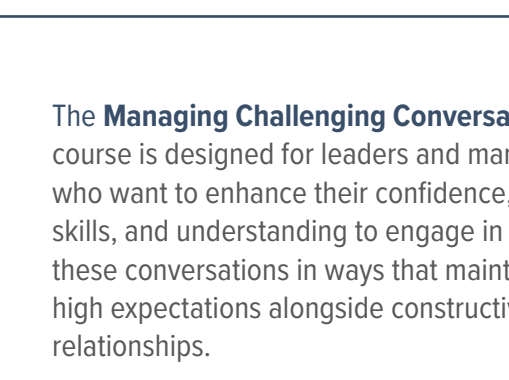 The Managing Challenging Conversa
course is designed for leaders and mar
who want to enhance their confidence,
skills, and understanding to engage in
these conversations in ways that maint
high expectations alongside constructiv
relationships.